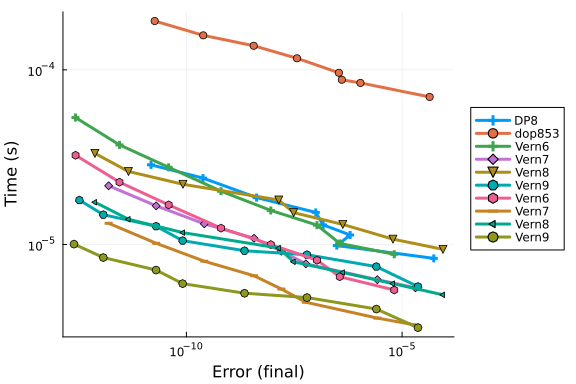 Time (s)
10⁻⁴
10⁻⁵
10⁻¹⁰
10⁻⁵
Error (final)
DP8
dop853
Vern6
Vern7
Vern8
Vern9
Vern6
Vern7
Vern8
Vern9